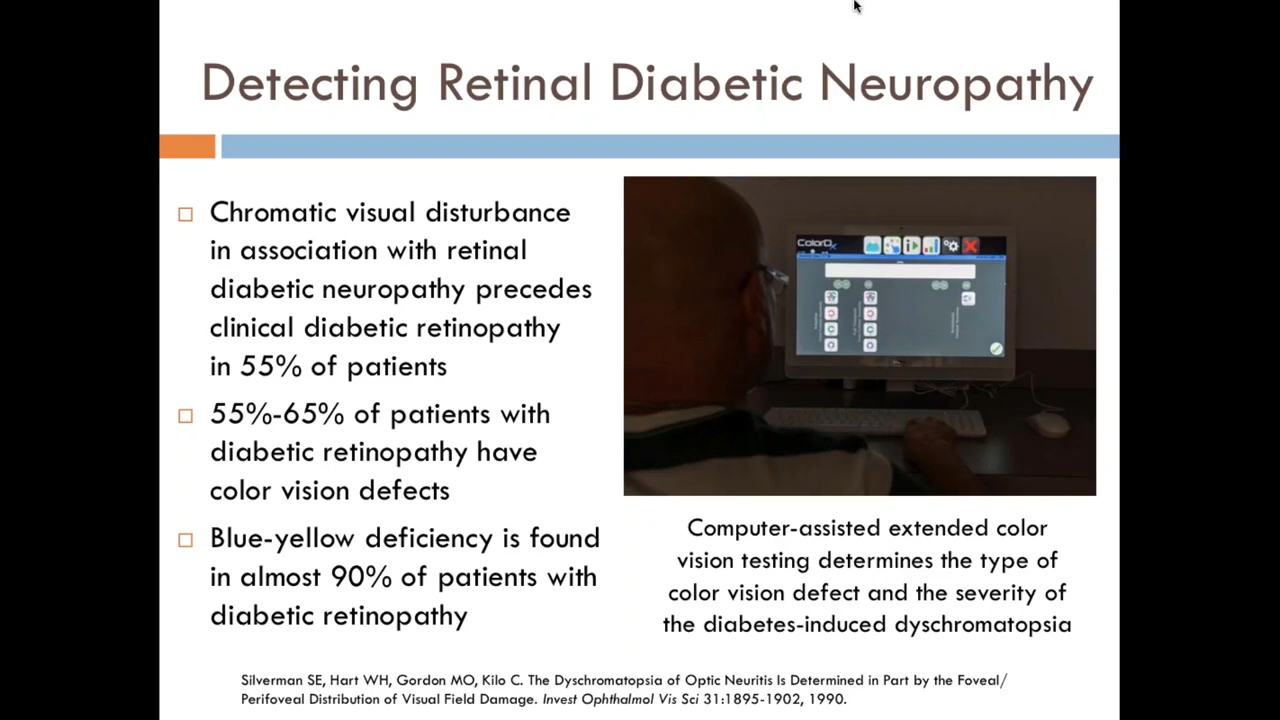 Detecting Retinal Diabetic Neuropathy
Chromatic visual disturbance
in association with retinal
diabetic neuropathy precedes
clinical diabetic retinopathy
in 55% of patients
55%-65% of patients with
diabetic retinopathy have
color vision defects
Blue-yellow deficiency is found
in almost 90% of patients with
diabetic retinopathy
ColorDx
Computer-assisted extended color
vision testing determines the type of
color vision defect and the severity of
the diabetes-induced dyschromatopsia
Silverman SE, Hart WH, Gordon MO, Kilo C. The Dyschromatopsia of Optic Neuritis Is Determined in Part by the Foveal/
Perifoveal Distribution of Visual Field Damage. Invest Ophthalmol Vis Sci 31:1895-1902, 1990.